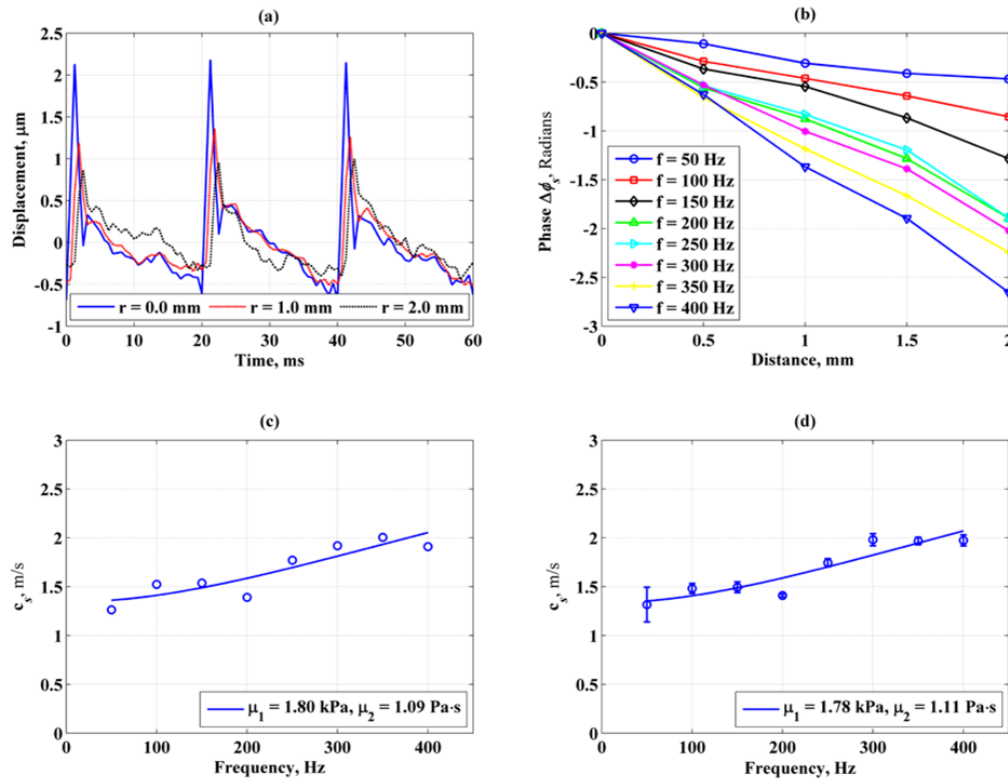 (a)
2.5
2
1.5
1
0.5
0
-0.5
-1
Displacement, μm
0 10 20 30 40 50 60
Time, ms
r = 0.0 mm r = 1.0 mm r = 2.0 mm
(b)
0
-0.5
-1
-1.5
-2
-2.5
-3
Phase Δϕs, Radians
f = 50 Hz
f = 100 Hz
f = 150 Hz
f = 200 Hz
f = 250 Hz
f = 300 Hz
f = 350 Hz
f = 400 Hz
0 0.5 1 1.5 2
Distance, mm
(c)
3
2.5
2
1.5
1
0.5
0
cs, m/s
μ1 = 1.80 kPa, μ2 = 1.09 Pa·s
0 100 200 300 400
Frequency, Hz
(d)
3
2.5
2
1.5
1
0.5
0
cs, m/s
μ1 = 1.78 kPa, μ2 = 1.11 Pa·s
0 100 200 300 400
Frequency, Hz